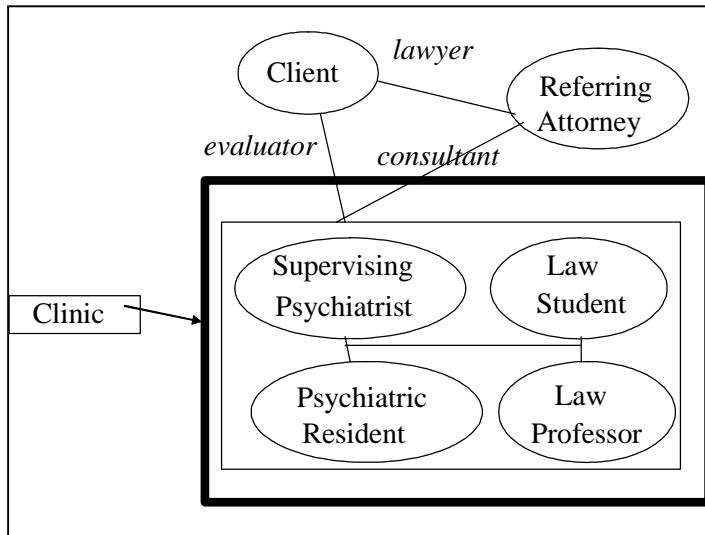 lawyer
Client
Referring
Attorney
evaluator
consultant
Supervising
Psychiatrist
Law
Student
Clinic
Psychiatric
Resident
Law
Professor